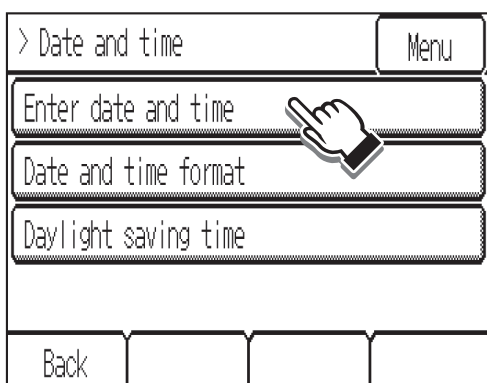 > Date and time
Menu
Enter date and time
Date and time format
Daylight saving time
Back